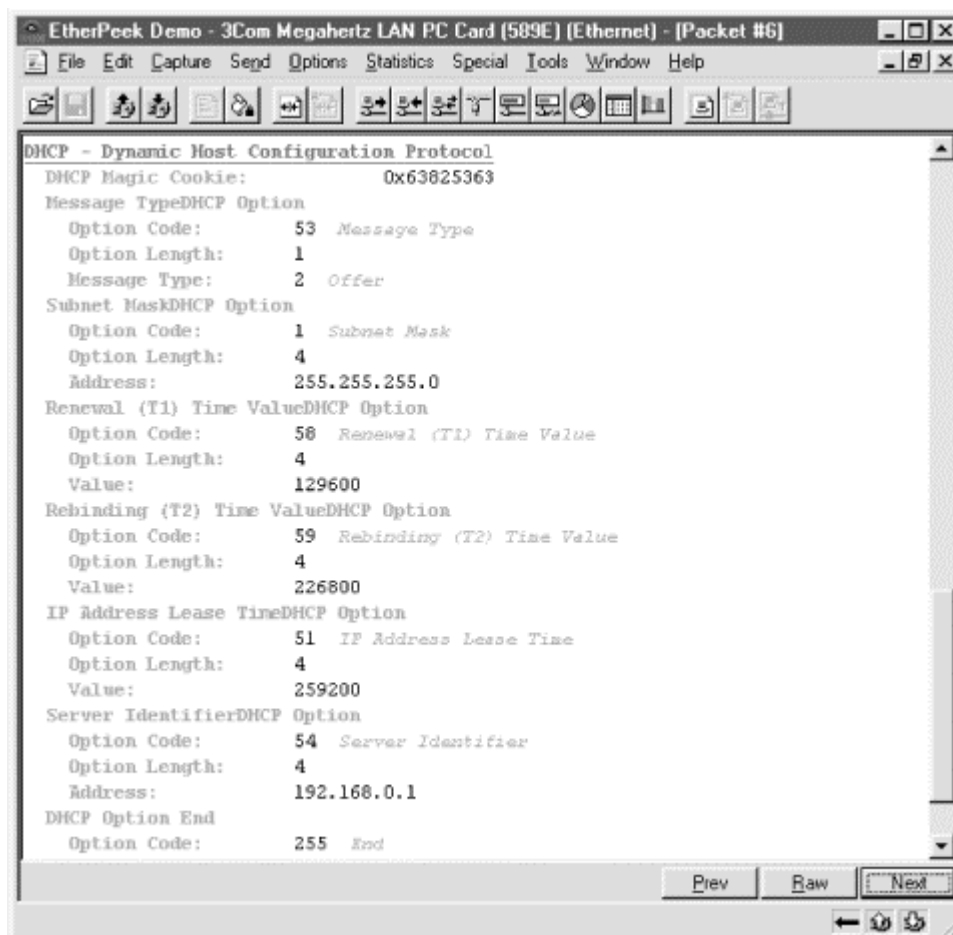 EtherPeek Demo - 3Com Megahertz LAN PC Card (589E) (Ethernet) - [Packet #6]
File Edit Capture Send Options Statistics Special Tools Window Help
DHCP - Dynamic Host Configuration Protocol
DHCP Magic Cookie: 0x63825363
Message TypeDHCP Option
Option Code: 53 Message Type
Option Length: 1
Message Type: 2 Offer
Subnet MaskDHCP Option
Option Code: 1 Subnet Mask
Option Length: 4
Address: 255.255.255.0
Renewal (T1) Time ValueDHCP Option
Option Code: 58 Renewal (T1) Time Value
Option Length: 4
Value: 129600
Rebinding (T2) Time ValueDHCP Option
Option Code: 59 Rebinding (T2) Time Value
Option Length: 4
Value: 226800
IP Address Lease TimeDHCP Option
Option Code: 51 IP Address Lease Time
Option Length: 4
Value: 259200
Server IdentifierDHCP Option
Option Code: 54 Server Identifier
Option Length: 4
Address: 192.168.0.1
DHCP Option End
Option Code: 255 End
Prev Raw Next